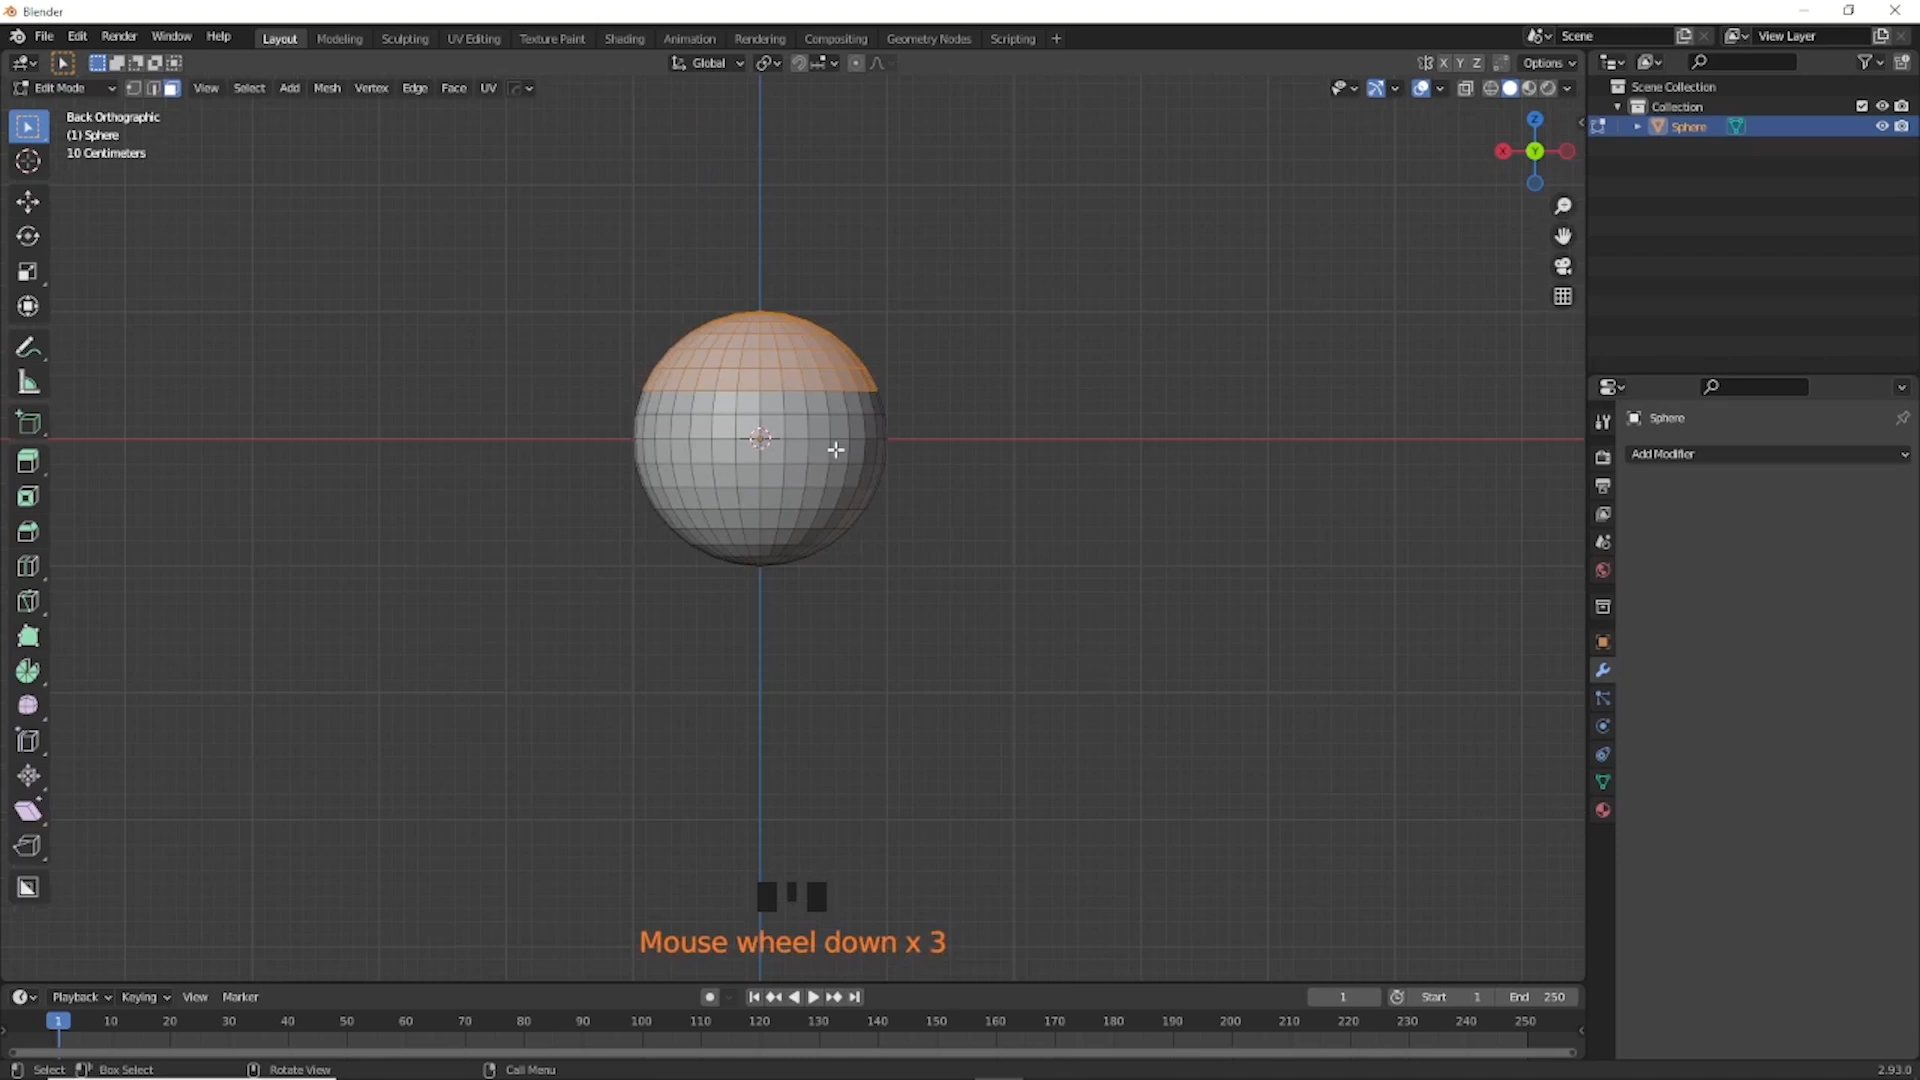 Blender
File Edit Render Window Help Layout Modeling Sculpting UV Editing Texture Paint Shading Animation Rendering Compositing Geometry Nodes Scripting + Scene View Layer
Global X Y Z Options
Edit Mode View Select Add Mesh Vertex Edge Face UV
Scene Collection
Collection
Sphere
Back Orthographic
(1) Sphere
10 Centimeters
Z
X Y
Sphere
Add Modifier
Mouse wheel down x 3
Playback Keying View Marker 1 Start 1 End 250
1 10 20 30 40 50 60 70 80 90 100 110 120 130 140 150 160 170 180 190 200 210 220 230 240 250
Select Box Select Rotate View Call Menu 2.93.0